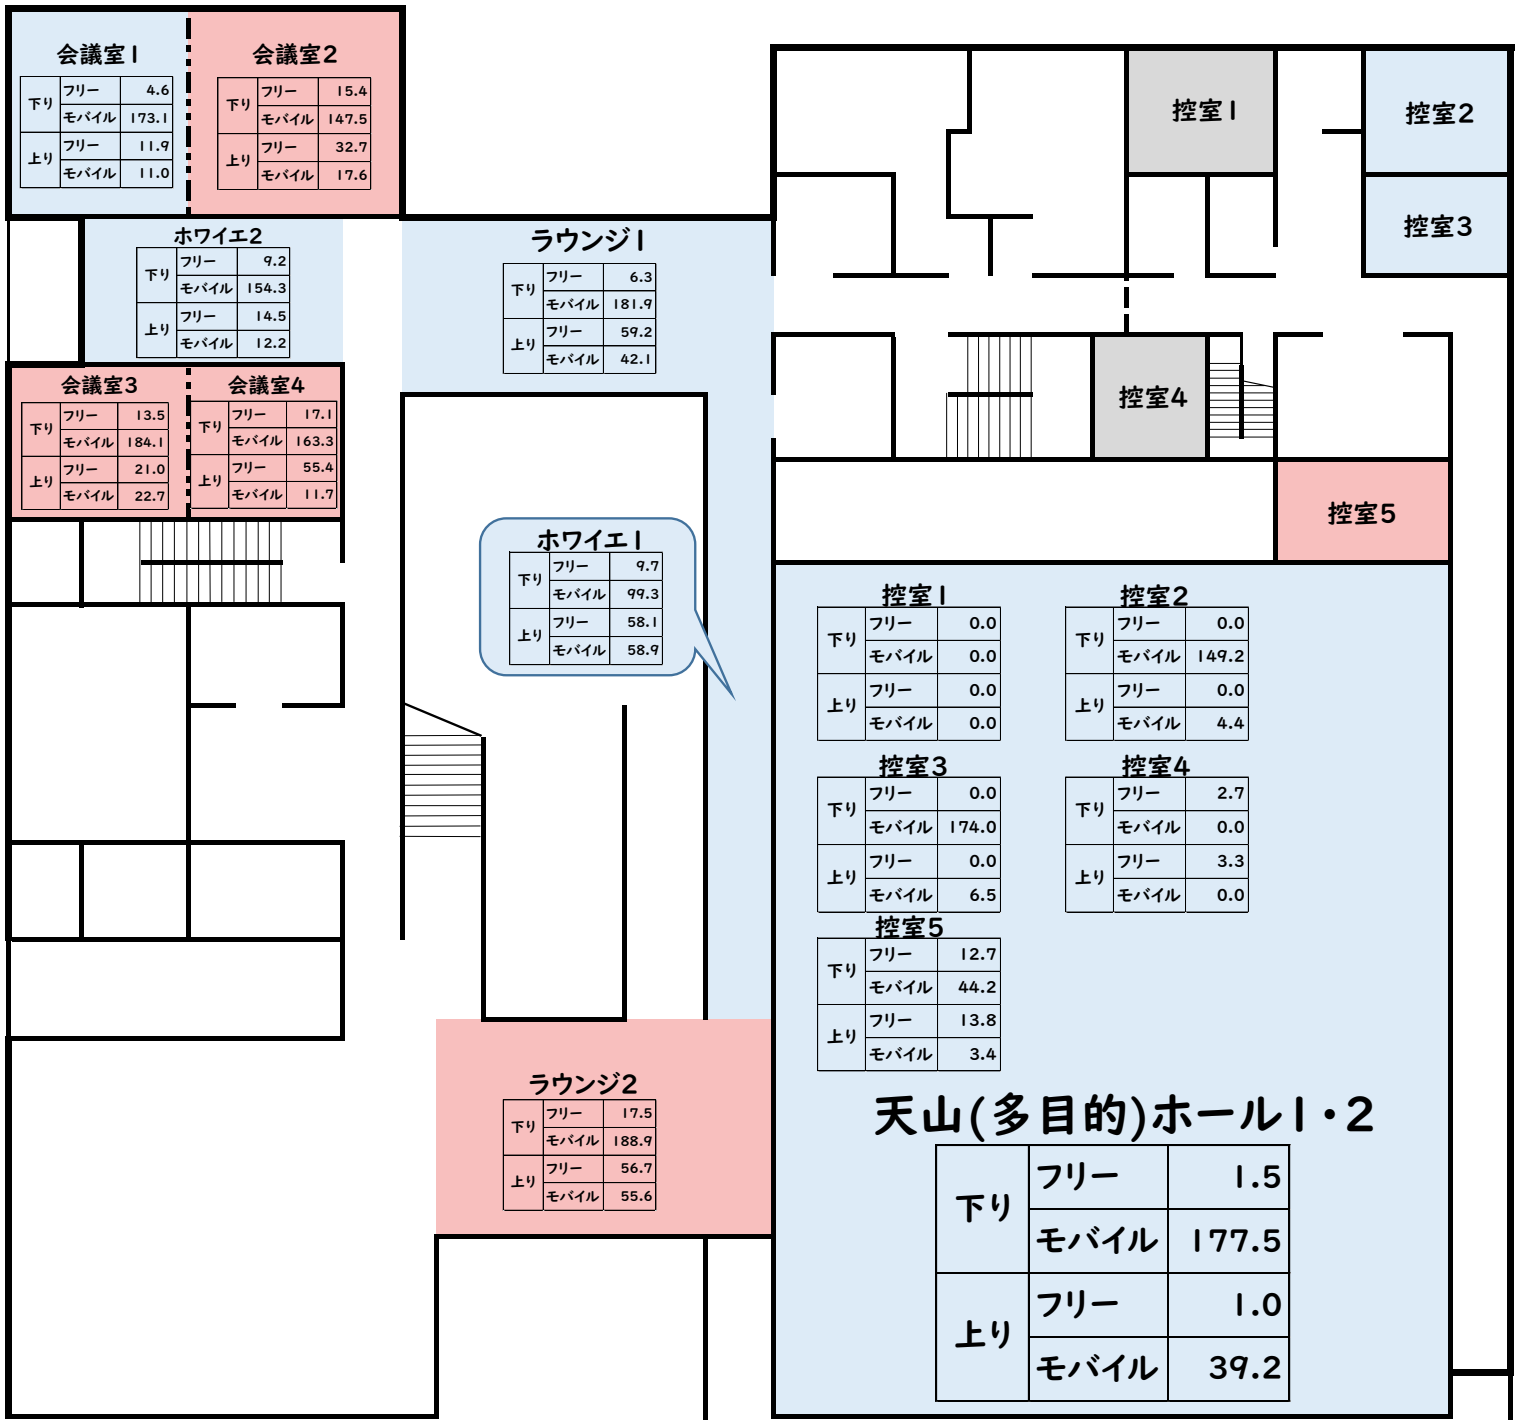 会議室1
下り フリー 4.6
モバイル 173.1
上り フリー 11.9
モバイル 11.0
会議室2
下り フリー 15.4
モバイル 147.5
上り フリー 32.7
モバイル 17.6
ホワイエ2
下り フリー 9.2
モバイル 154.3
上り フリー 14.5
モバイル 12.2
ラウンジ1
下り フリー 6.3
モバイル 181.9
上り フリー 59.2
モバイル 42.1
控室1
控室2
控室3
控室4
控室5
会議室3
下り フリー 13.5
モバイル 184.1
上り フリー 21.0
モバイル 22.7
会議室4
下り フリー 17.1
モバイル 163.3
上り フリー 55.4
モバイル 11.7
ホワイエ1
下り フリー 9.7
モバイル 99.3
上り フリー 58.1
モバイル 58.9
控室1
下り フリー 0.0
モバイル 0.0
上り フリー 0.0
モバイル 0.0
控室2
下り フリー 0.0
モバイル 149.2
上り フリー 0.0
モバイル 4.4
控室3
下り フリー 0.0
モバイル 174.0
上り フリー 0.0
モバイル 6.5
控室4
下り フリー 2.7
モバイル 0.0
上り フリー 3.3
モバイル 0.0
控室5
下り フリー 12.7
モバイル 44.2
上り フリー 13.8
モバイル 3.4
ラウンジ2
下り フリー 17.5
モバイル 188.9
上り フリー 56.7
モバイル 55.6
天山(多目的)ホール1・2
下り フリー 1.5
モバイル 177.5
上り フリー 1.0
モバイル 39.2